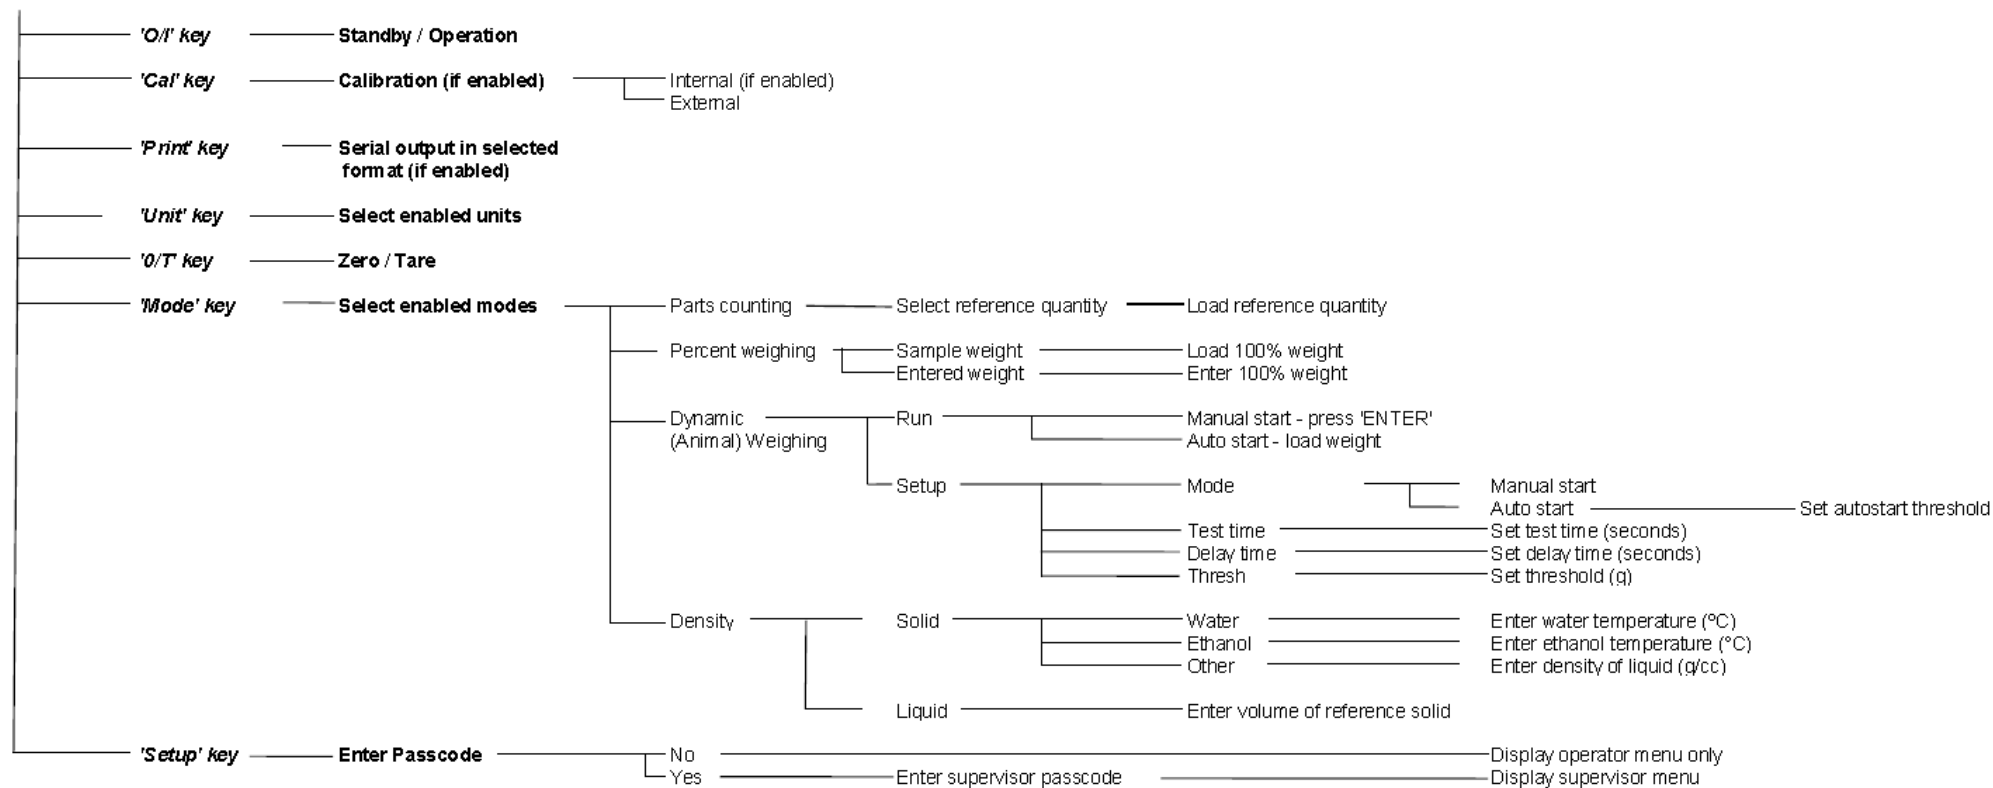 'O/I' key Standby / Operation
'Cal' key Calibration (if enabled) Internal (if enabled)
External
'Print' key Serial output in selected
format (if enabled)
'Unit' key Select enabled units
'0/T' key Zero / Tare
'Mode' key Select enabled modes Parts counting Select reference quantity Load reference quantity
Percent weighing Sample weight Load 100% weight
Entered weight Enter 100% weight
Dynamic Run Manual start - press 'ENTER'
(Animal) Weighing Auto start - load weight
Setup Mode Manual start
Auto start Set autostart threshold
Test time Set test time (seconds)
Delay time Set delay time (seconds)
Thresh Set threshold (g)
Density Solid Water Enter water temperature (°C)
Ethanol Enter ethanol temperature (°C)
Other Enter density of liquid (g/cc)
Liquid Enter volume of reference solid
'Setup' key Enter Passcode No Display operator menu only
Yes Enter supervisor passcode Display supervisor menu